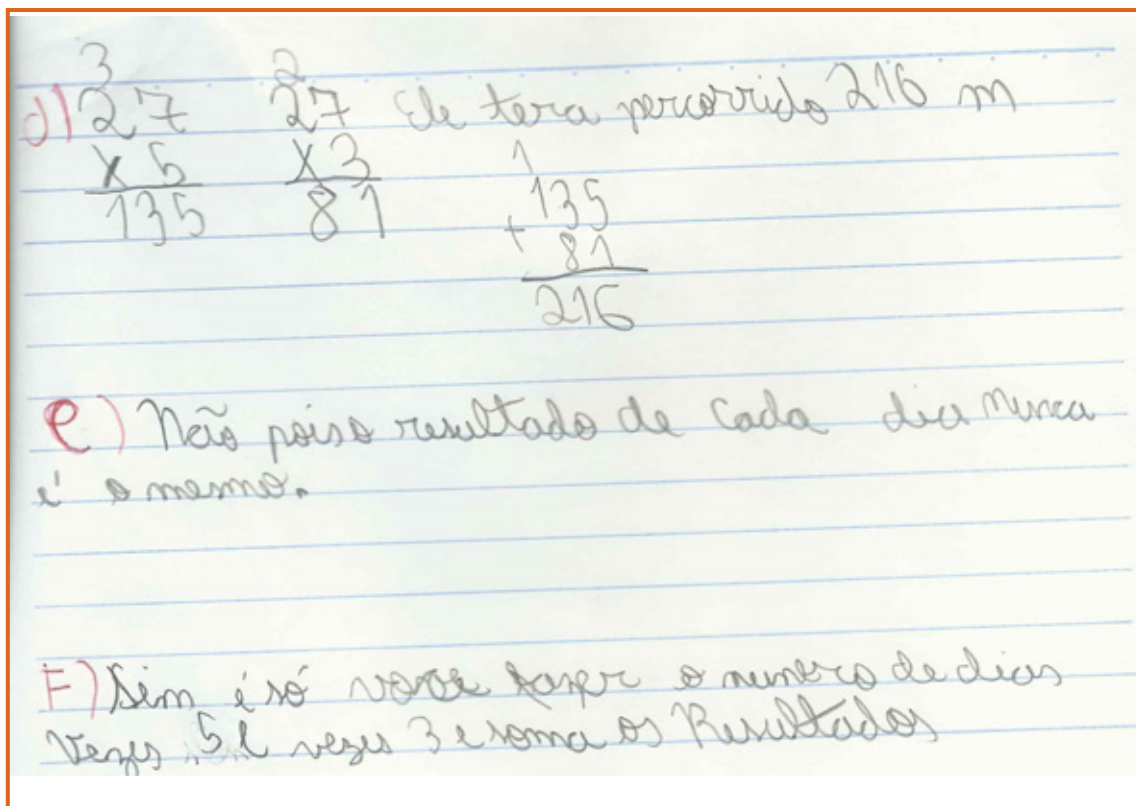 3 2
d) 27 27 Ele tera percorrido 216 m
x 5 x 3 1
135 81 135
+ 81
216
e) Não pois o resultado de cada dia nunca
é o mesmo.
F) Sim é só você fazer o numero de dias
Vezes 5 e vezes 3 e soma os Resultados